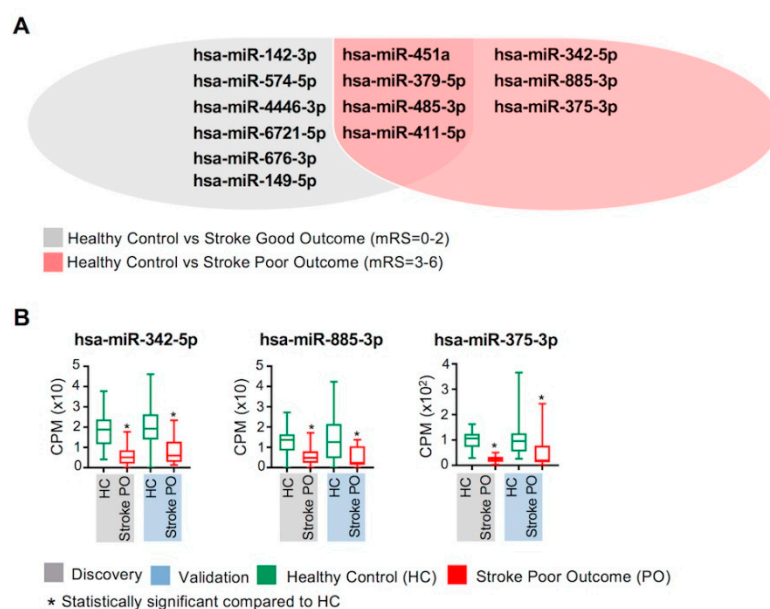 A
hsa-miR-142-3p
hsa-miR-574-5p
hsa-miR-4446-3p
hsa-miR-6721-5p
hsa-miR-676-3p
hsa-miR-149-5p
hsa-miR-451a
hsa-miR-379-5p
hsa-miR-485-3p
hsa-miR-411-5p
hsa-miR-342-5p
hsa-miR-885-3p
hsa-miR-375-3p
Healthy Control vs Stroke Good Outcome (mRS=0-2)
Healthy Control vs Stroke Poor Outcome (mRS=3-6)
B
hsa-miR-342-5p
CPM (x10)
5
4
3
2
1
0
HC
Stroke PO
HC
Stroke PO
* *
hsa-miR-885-3p
CPM (x10)
5
4
3
2
1
0
HC
Stroke PO
HC
Stroke PO
* *
hsa-miR-375-3p
CPM (x10²)
4
3
2
1
0
HC
Stroke PO
HC
Stroke PO
* *
Discovery Validation Healthy Control (HC) Stroke Poor Outcome (PO)
* Statistically significant compared to HC